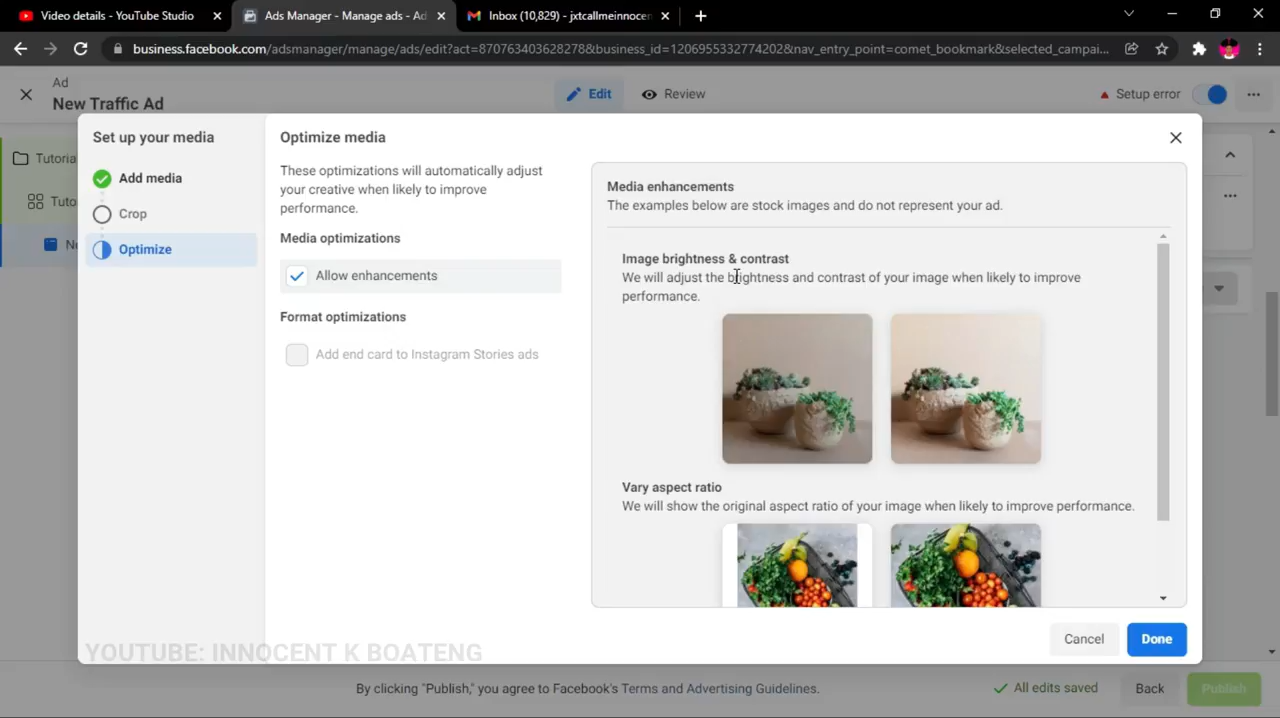 Video details - YouTube Studio
Ads Manager - Manage ads - Ad
Inbox (10,829) - jxtcallmeinnocen
business.facebook.com/adsmanager/manage/ads/edit?act=870763403628278&business_id=1206955332774202&nav_entry_point=comet_bookmark&selected_campai...
Ad
New Traffic Ad
Edit
Review
Setup error
Tutoria
Tuto
Ne
Set up your media
Add media
Crop
Optimize
Optimize media
These optimizations will automatically adjust
your creative when likely to improve
performance.
Media optimizations
Allow enhancements
Format optimizations
Add end card to Instagram Stories ads
Media enhancements
The examples below are stock images and do not represent your ad.
Image brightness & contrast
We will adjust the brightness and contrast of your image when likely to improve
performance.
Vary aspect ratio
We will show the original aspect ratio of your image when likely to improve performance.
Cancel
Done
YOUTUBE: INNOCENT K BOATENG
By clicking "Publish," you agree to Facebook's Terms and Advertising Guidelines.
All edits saved
Back
Publish